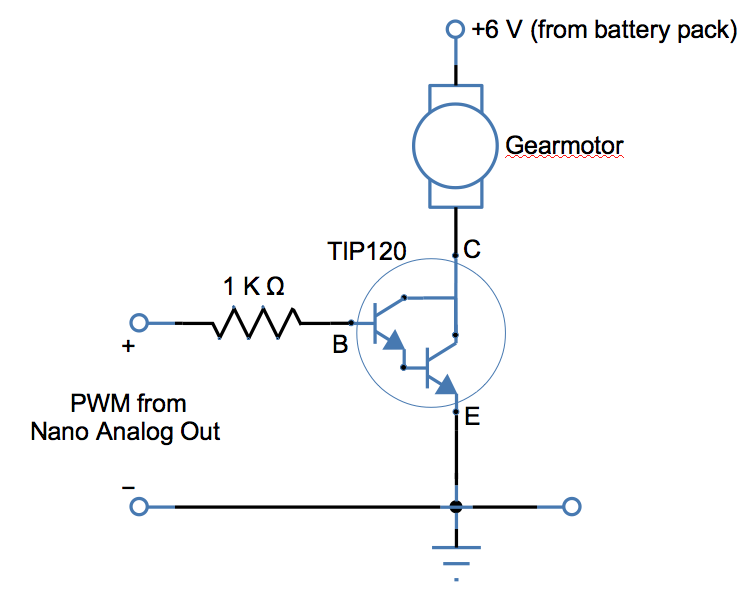 +6 V (from battery pack)
Gearmotor
TIP120
C
1 K Ω
B
+
E
PWM from
Nano Analog Out
–